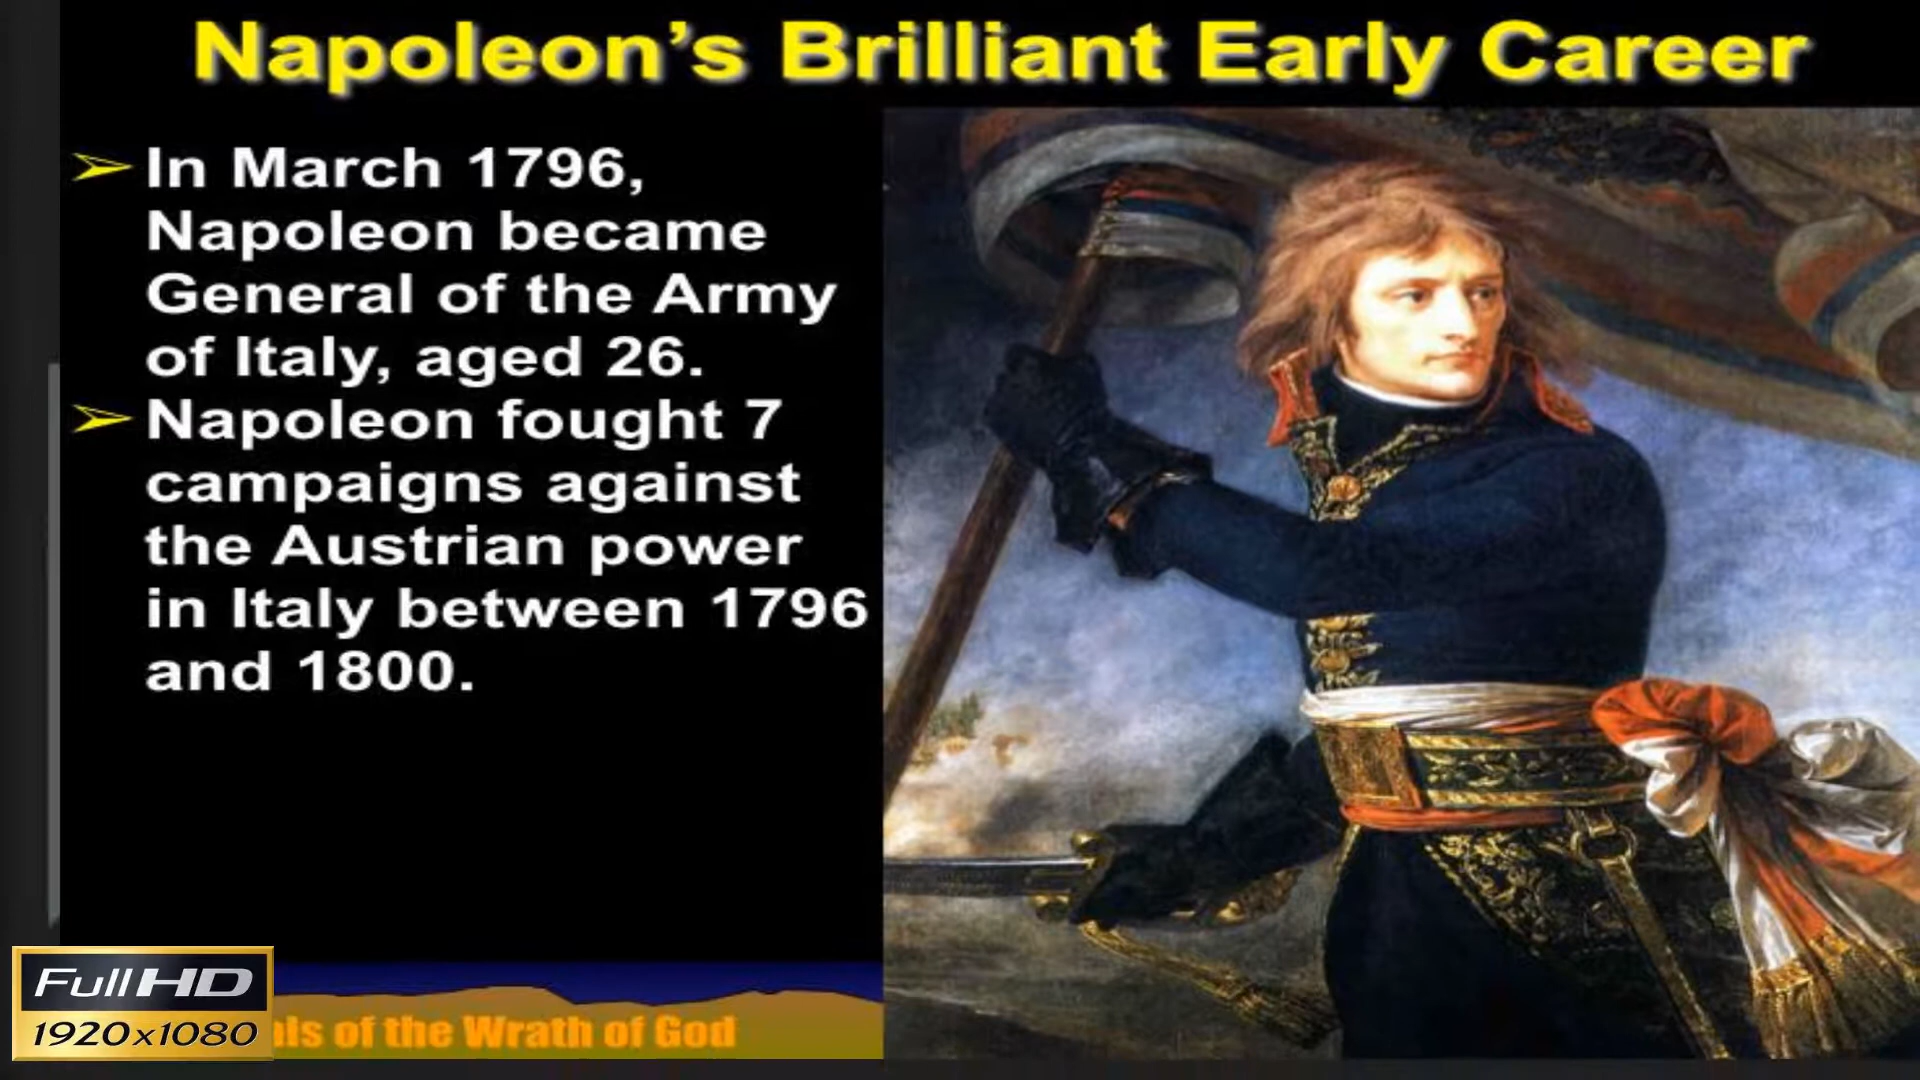 Napoleon's Brilliant Early Career
➢ In March 1796,
Napoleon became
General of the Army
of Italy, aged 26.
➢ Napoleon fought 7
campaigns against
the Austrian power
in Italy between 1796
and 1800.
Full HD
1920x1080
of the Wrath of God